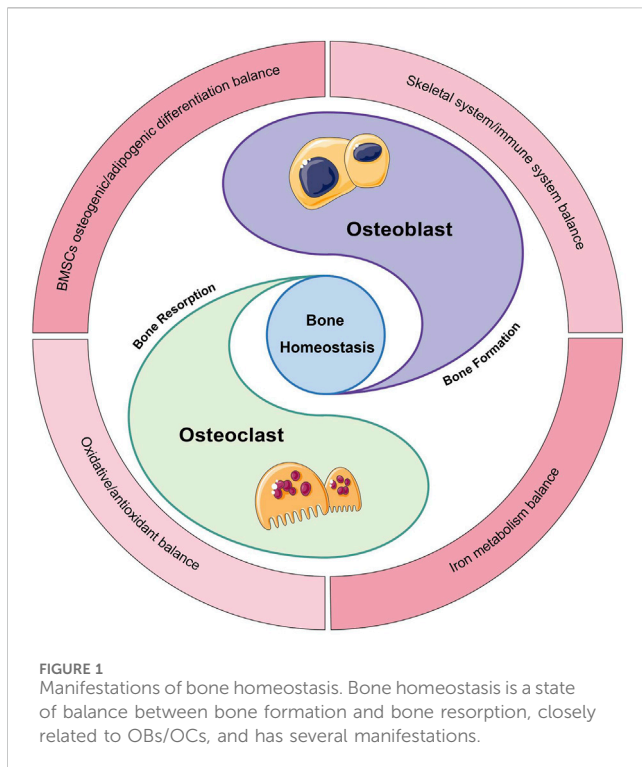 BMSCs osteogenic/adipogenic differentiation balance
Skeletal system/immune system balance
Osteoblast
Bone Resorption
Bone
Homeostasis
Bone Formation
Osteoclast
Oxidative/antioxidant balance
Iron metabolism balance
FIGURE 1
Manifestations of bone homeostasis. Bone homeostasis is a state
of balance between bone formation and bone resorption, closely
related to OBs/OCs, and has several manifestations.